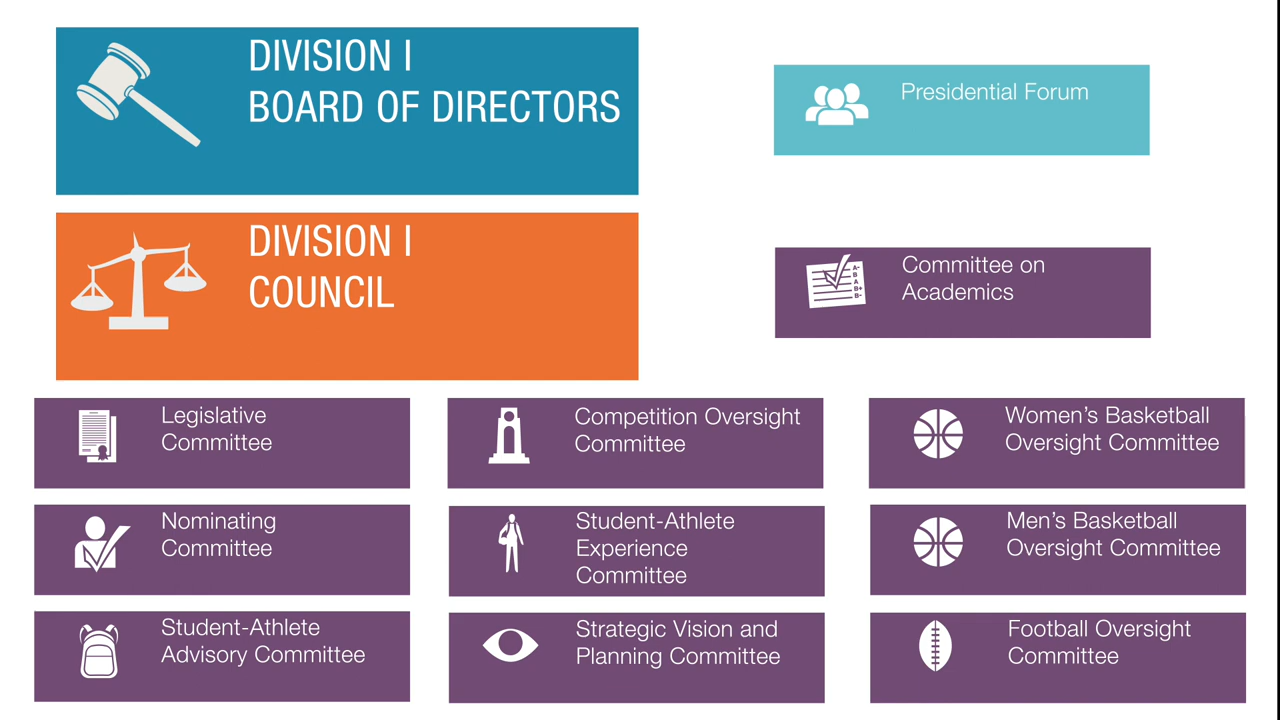 DIVISION I
BOARD OF DIRECTORS
Presidential Forum
DIVISION I
COUNCIL
Committee on
Academics
A-
B
A
B+
B-
Legislative
Committee
Competition Oversight
Committee
Women's Basketball
Oversight Committee
Nominating
Committee
Student-Athlete
Experience
Committee
Men's Basketball
Oversight Committee
Student-Athlete
Advisory Committee
Strategic Vision and
Planning Committee
Football Oversight
Committee